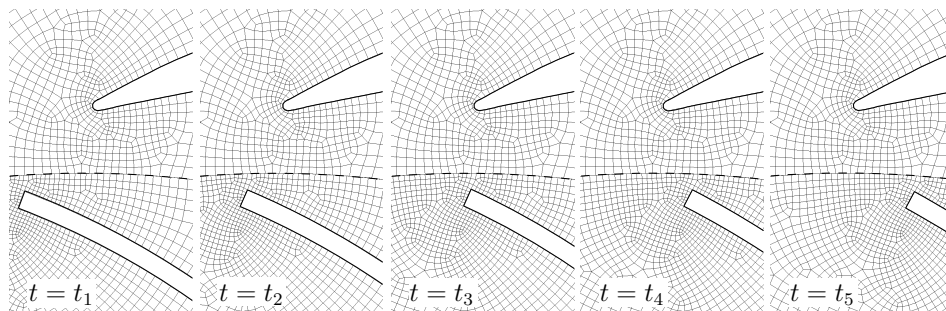 t = t₁
t = t₂
t = t₃
t = t₄
t = t₅